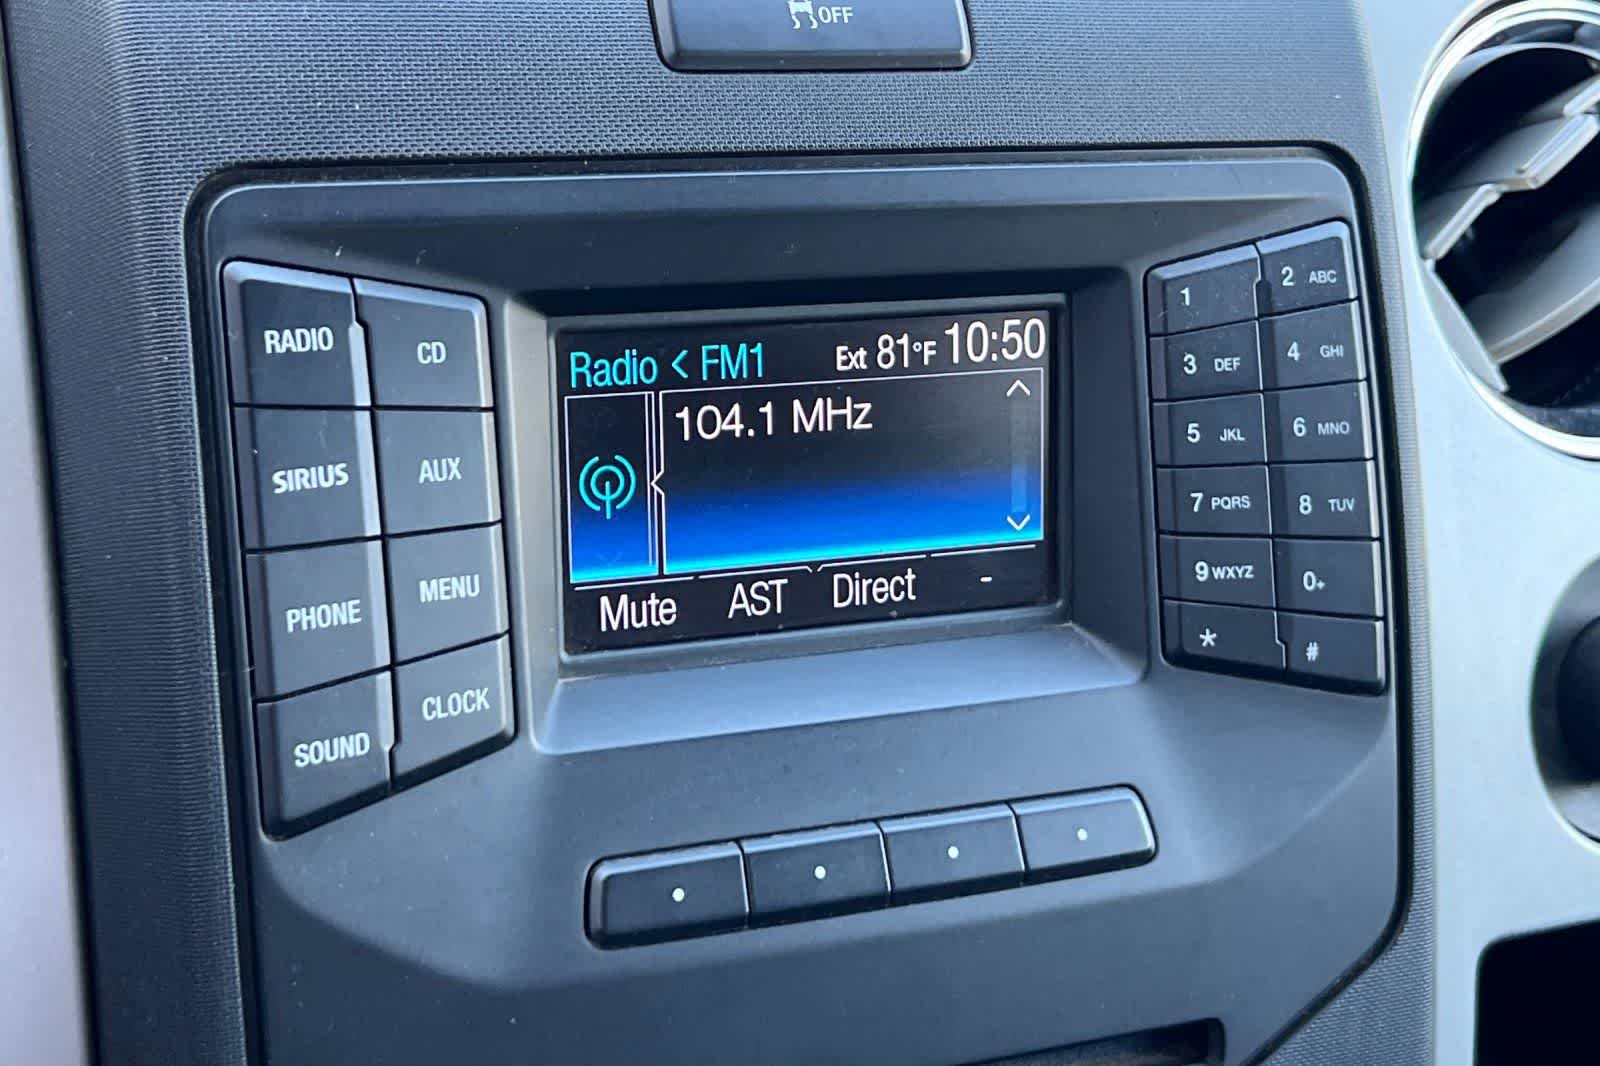 OFF
RADIO
CD
SIRIUS
AUX
PHONE
MENU
SOUND
CLOCK
Radio < FM1 Ext 81°F 10:50
104.1 MHz
Mute AST Direct -
1
2 ABC
3 DEF
4 GHI
5 JKL
6 MNO
7 PQRS
8 TUV
9 WXYZ
0+
*
#